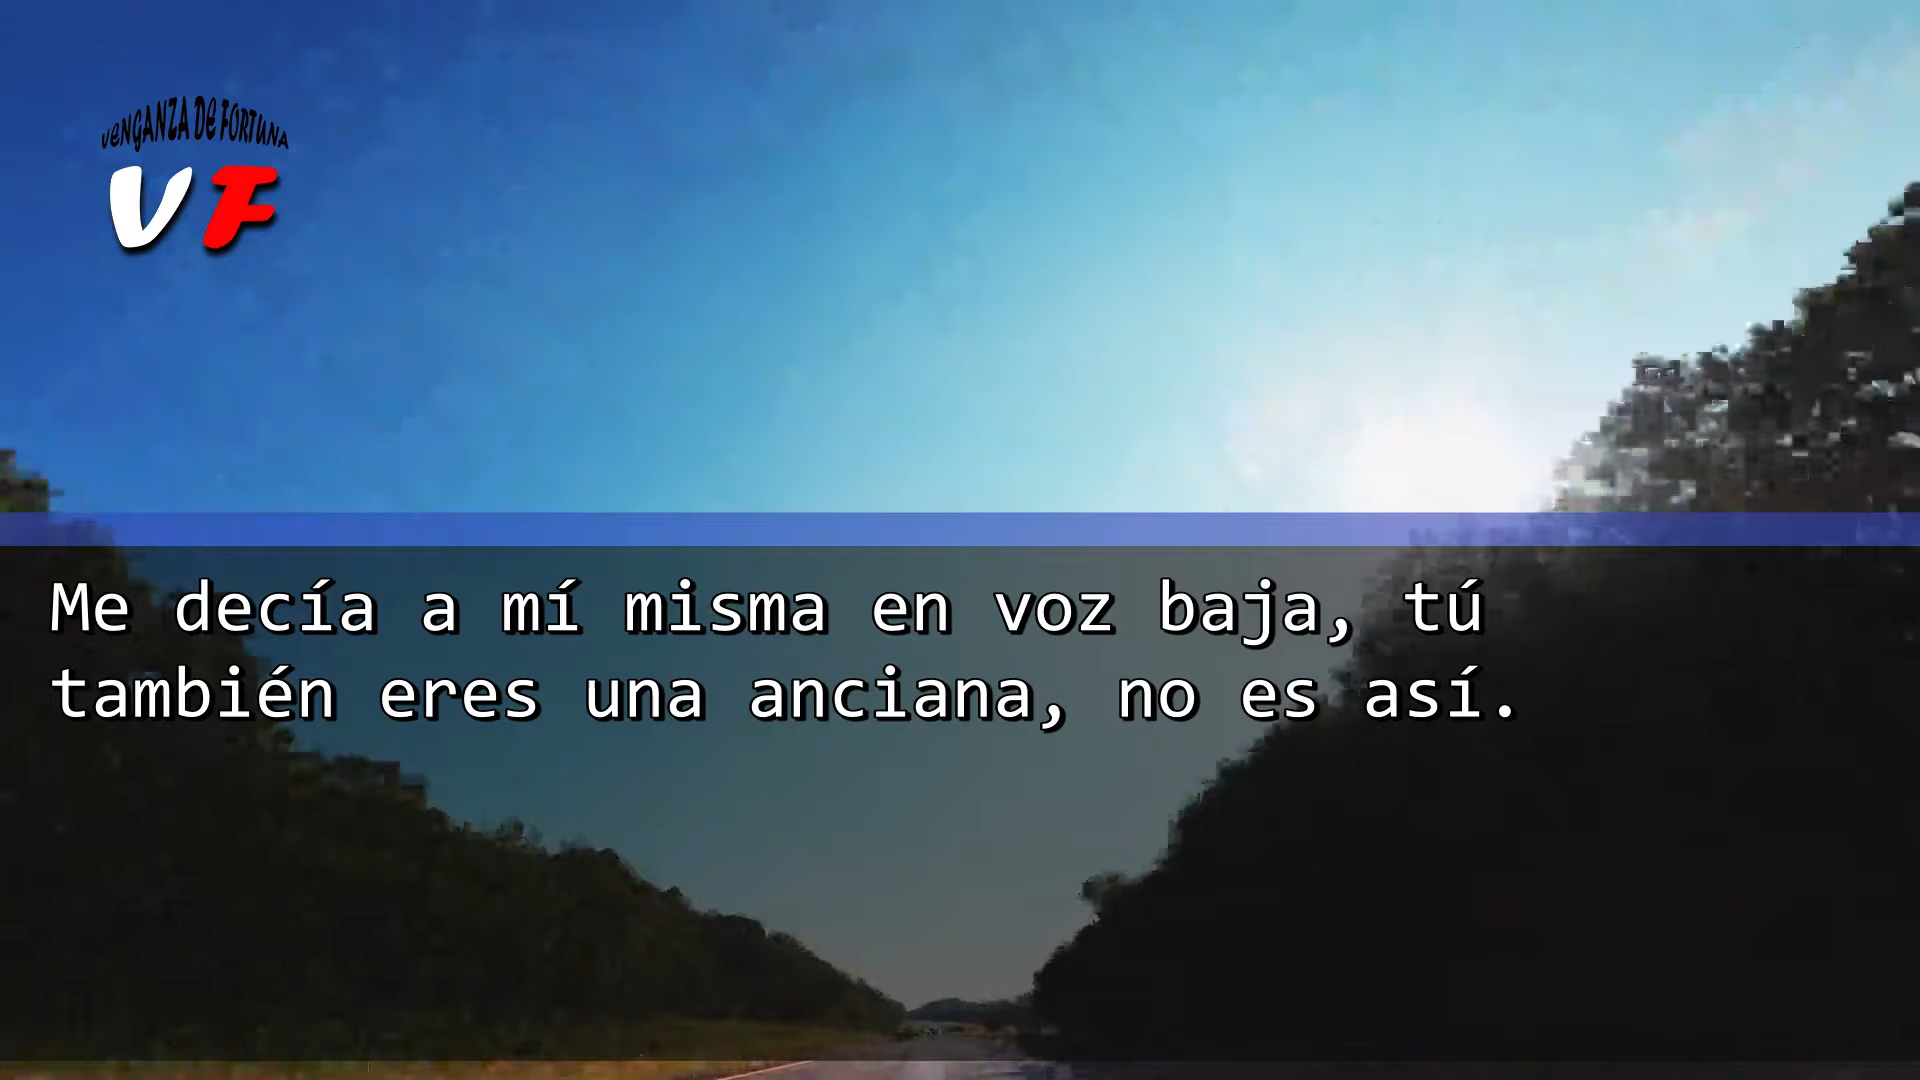 VENGANZA DE FORTUNA
VF
Me decía a mí misma en voz baja, tú
también eres una anciana, no es así.